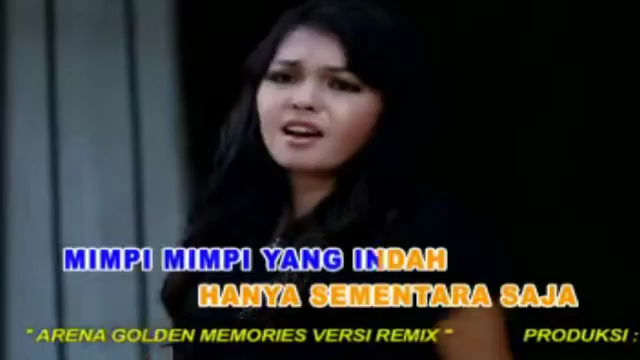 MIMPI MIMPI YANG INDAH
HANYA SEMENTARA SAJA
" ARENA GOLDEN MEMORIES VERSI REMIX " PRODUKSI :